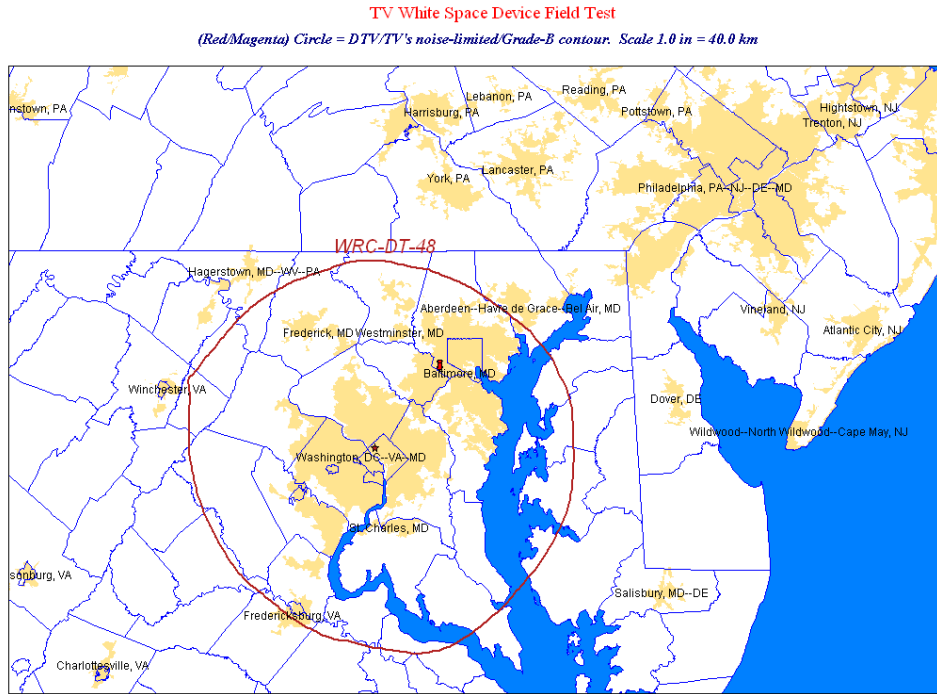 TV White Space Device Field Test
(Red/Magenta) Circle = DTV/TV's noise-limited/Grade-B contour. Scale 1.0 in = 40.0 km
nstown, PA
Harrisburg, PA
Lebanon, PA
Reading, PA
Pottstown, PA
Hightstown, NJ
Trenton, NJ
York, PA
Lancaster, PA
Philadelphia, PA--NJ--DE--MD
WRC-DT-48
Hagerstown, MD--WV--PA
Aberdeen--Havre de Grace--Bel Air, MD
Vineland, NJ
Frederick, MD
Westminster, MD
Atlantic City, NJ
Baltimore, MD
Winchester, VA
Dover, DE
Wildwood--North Wildwood--Cape May, NJ
Washington, DC--VA--MD
St. Charles, MD
sonburg, VA
Salisbury, MD--DE
Fredericksburg, VA
Charlottesville, VA